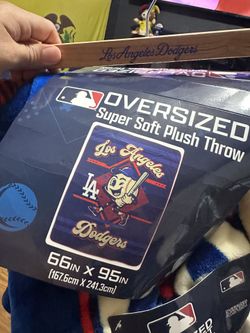 Los Angeles Dodgers
OVERSIZED
Super Soft Plush Throw
Los Angeles
LA
Dodgers
66IN X 95IN
(167.6cm X 241.3cm)